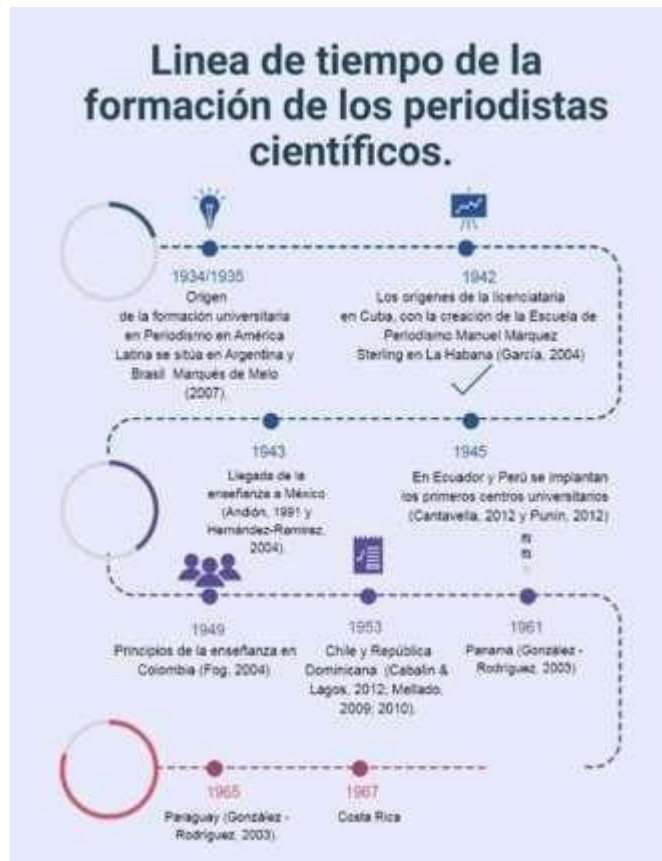 Linea de tiempo de la
formación de los periodistas
científicos.
1934/1935
Origen
de la formación universitaria
en Periodismo en América
Latina se sitúa en Argentina y
Brasil Marqués de Melo
(2007).
1942
Los orígenes de la licenciataria
en Cuba, con la creación de la Escuela de
Periodismo Manuel Márquez
Sterling en La Habana (García, 2004)
1943
Llegada de la
enseñanza a México
(Andión, 1991 y
Hernández-Ramírez,
2004).
1945
En Ecuador y Perú se implantan
los primeros centros universitarios
(Cantavella, 2012 y Punín, 2012)
1949
Principios de la enseñanza en
Colombia (Fog, 2004)
1953
Chile y República
Dominicana (Cabalin &
Lagos, 2012; Mellado,
2009; 2010).
1961
Panamá (González -
Rodríguez, 2003)
1965
Paraguay (González -
Rodríguez, 2003).
1967
Costa Rica